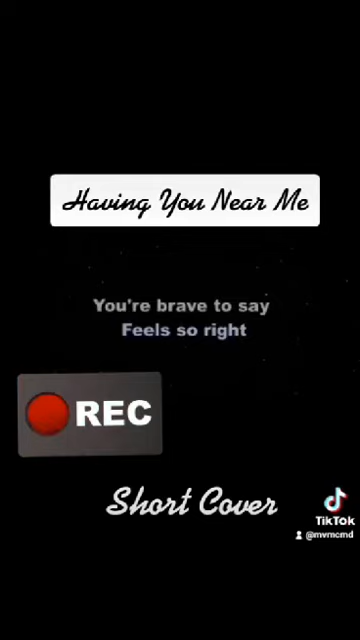 Having You Near Me
You're brave to say
Feels so right
REC
Short Cover
TikTok
@mvmcmd